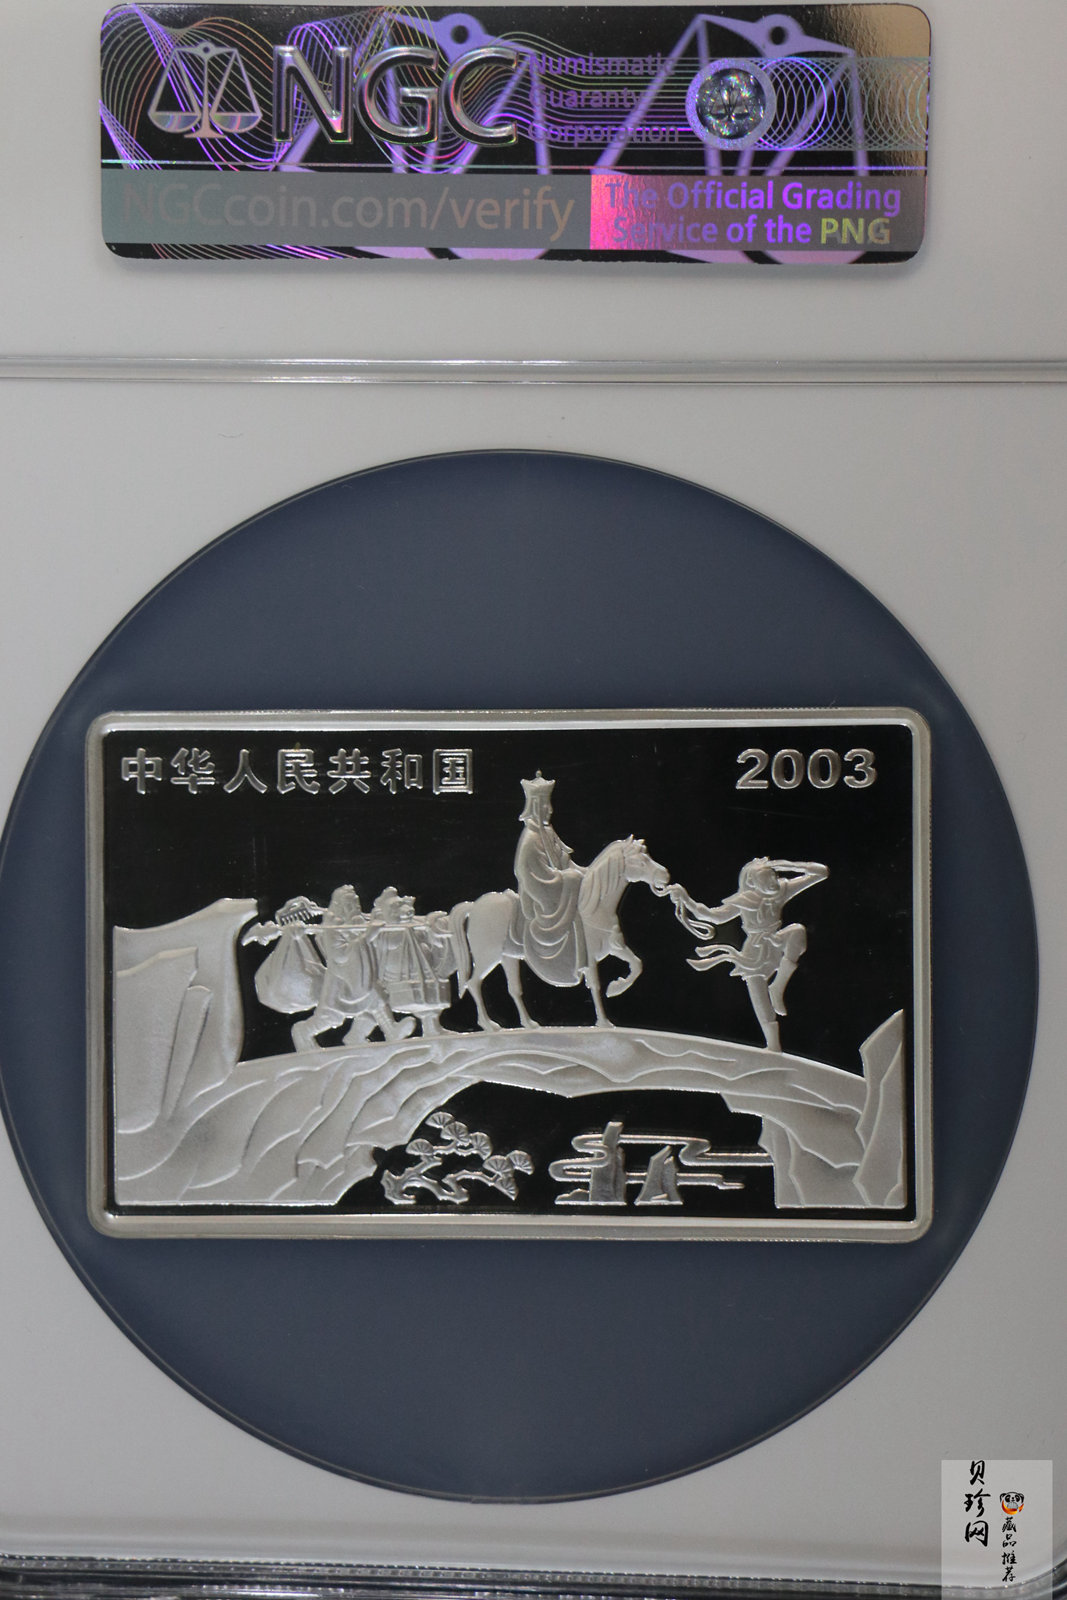 NGC
Numismatic
Guaranty
Corporation
NGCcoin.com/verify
The Official Grading
Service of the PNG
中华人民共和国
2003
贝珍网
藏品推荐